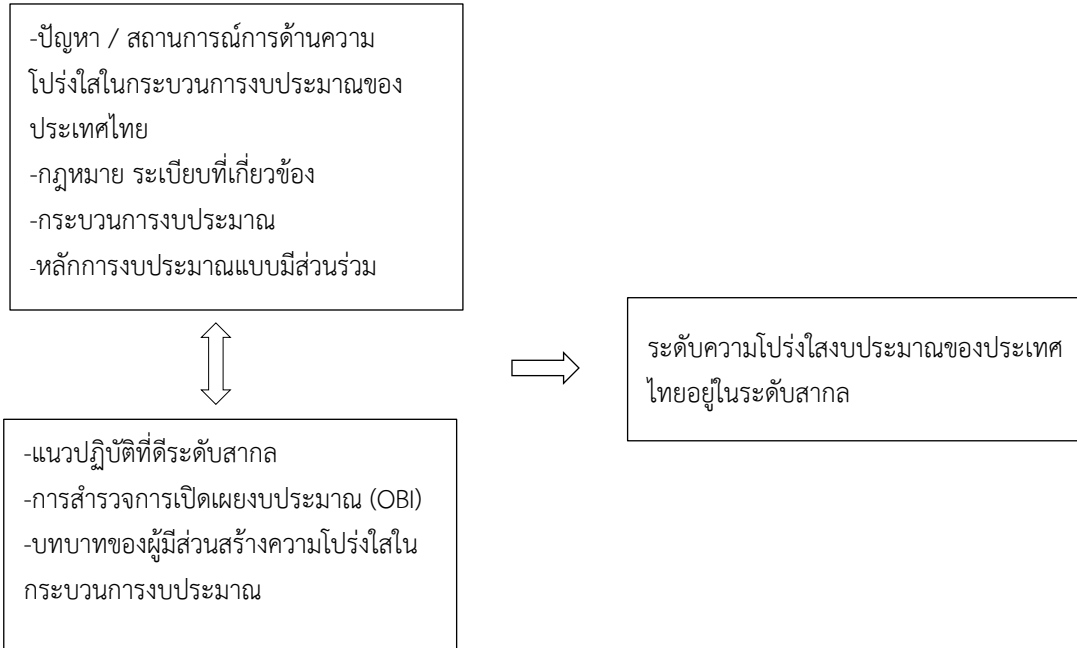 -ปัญหา / สถานการณ์การด้านความ
โปร่งใสในกระบวนการงบประมาณของ
ประเทศไทย
-กฎหมาย ระเบียบที่เกี่ยวข้อง
-กระบวนการงบประมาณ
-หลักการงบประมาณแบบมีส่วนร่วม
ระดับความโปร่งใสงบประมาณของประเทศ
ไทยอยู่ในระดับสากล
-แนวปฏิบัติที่ดีระดับสากล
-การสำรวจการเปิดเผยงบประมาณ (OBI)
-บทบาทของผู้มีส่วนสร้างความโปร่งใสใน
กระบวนการงบประมาณ